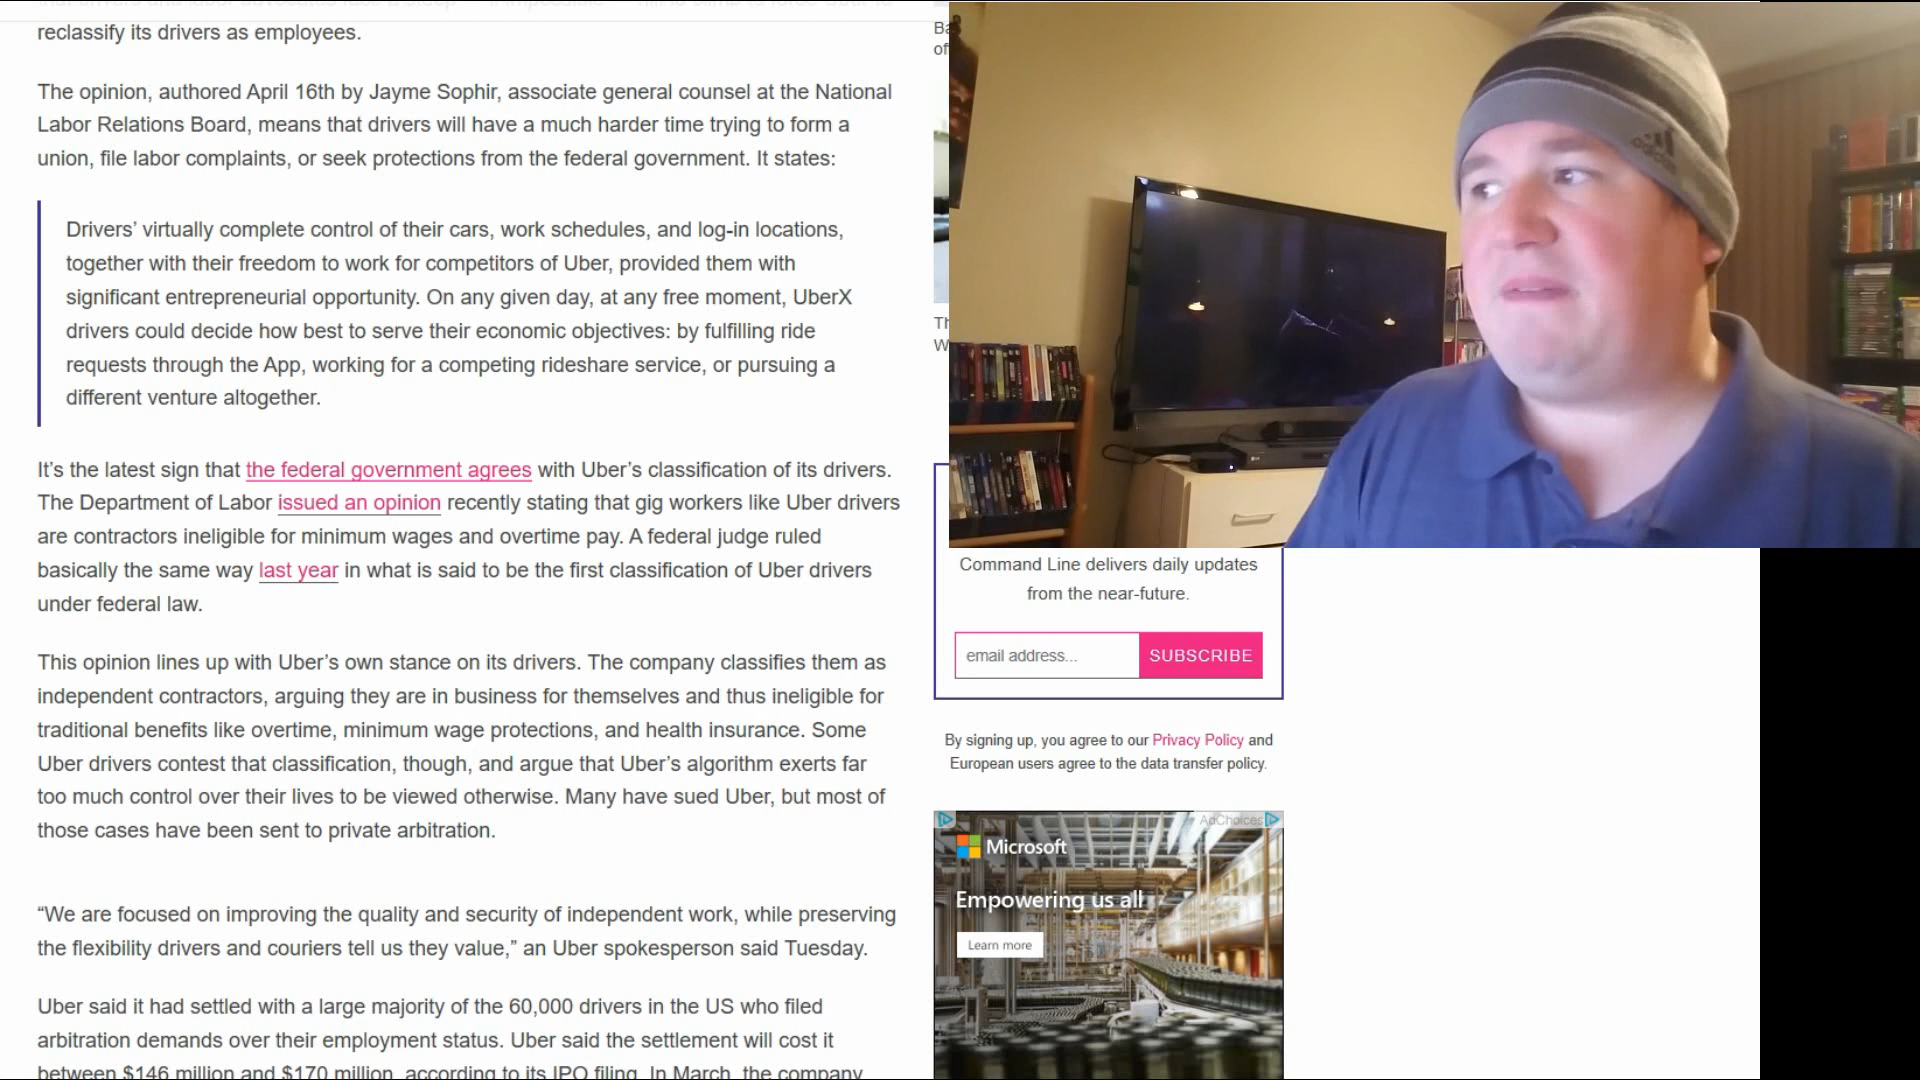 reclassify its drivers as employees.
The opinion, authored April 16th by Jayme Sophir, associate general counsel at the National
Labor Relations Board, means that drivers will have a much harder time trying to form a
union, file labor complaints, or seek protections from the federal government. It states:
Drivers’ virtually complete control of their cars, work schedules, and log-in locations,
together with their freedom to work for competitors of Uber, provided them with
significant entrepreneurial opportunity. On any given day, at any free moment, UberX
drivers could decide how best to serve their economic objectives: by fulfilling ride
requests through the App, working for a competing rideshare service, or pursuing a
different venture altogether.
It’s the latest sign that the federal government agrees with Uber’s classification of its drivers.
The Department of Labor issued an opinion recently stating that gig workers like Uber drivers
are contractors ineligible for minimum wages and overtime pay. A federal judge ruled
basically the same way last year in what is said to be the first classification of Uber drivers
under federal law.
This opinion lines up with Uber’s own stance on its drivers. The company classifies them as
independent contractors, arguing they are in business for themselves and thus ineligible for
traditional benefits like overtime, minimum wage protections, and health insurance. Some
Uber drivers contest that classification, though, and argue that Uber’s algorithm exerts far
too much control over their lives to be viewed otherwise. Many have sued Uber, but most of
those cases have been sent to private arbitration.
“We are focused on improving the quality and security of independent work, while preserving
the flexibility drivers and couriers tell us they value,” an Uber spokesperson said Tuesday.
Uber said it had settled with a large majority of the 60,000 drivers in the US who filed
arbitration demands over their employment status. Uber said the settlement will cost it
between $146 million and $170 million, according to its IPO filing. In March, the company
adidas
Command Line delivers daily updates
from the near-future.
email address...
SUBSCRIBE
By signing up, you agree to our Privacy Policy and
European users agree to the data transfer policy.
AdChoices
Microsoft
Empowering us all
Learn more